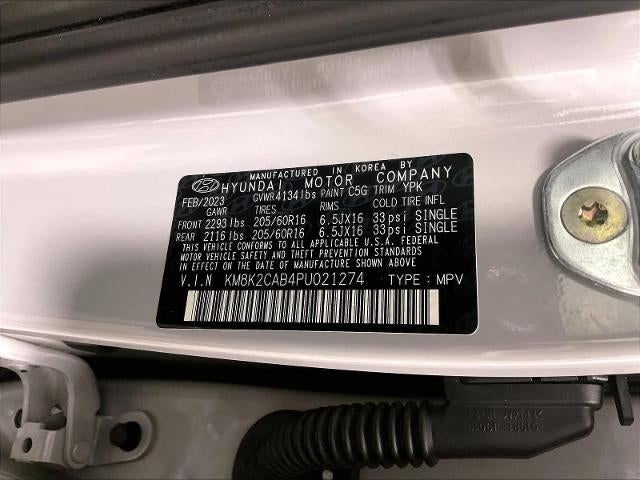 MANUFACTURED IN KOREA BY
HYUNDAI MOTOR COMPANY
FEB/2023 GVWR4134lbs PAINT C5G TRIM YPK
GAWR TIRES RIMS COLD TIRE INFL
FRONT 2293lbs 205/60R16 6.5JX16 33psi SINGLE
REAR 2116lbs 205/60R16 6.5JX16 33psi SINGLE
THIS VEHICLE CONFORMS TO ALL APPLICABLE U.S.A. FEDERAL
MOTOR VEHICLE SAFETY AND THEFT PREVENTION STANDARDS
IN EFFECT ON THE DATE OF MANUFACTURE SHOWN ABOVE.
V.I.N KM8K2CAB4PU021274 TYPE : MPV